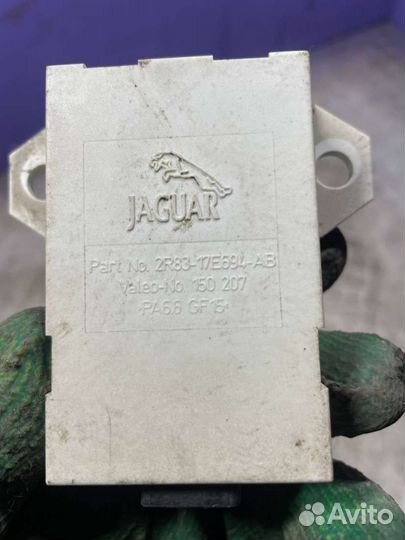 JAGUAR
Part No. 2R83-17E694-AB
Valeo-No. 150 207
>PA6.6 GF15<
Avito